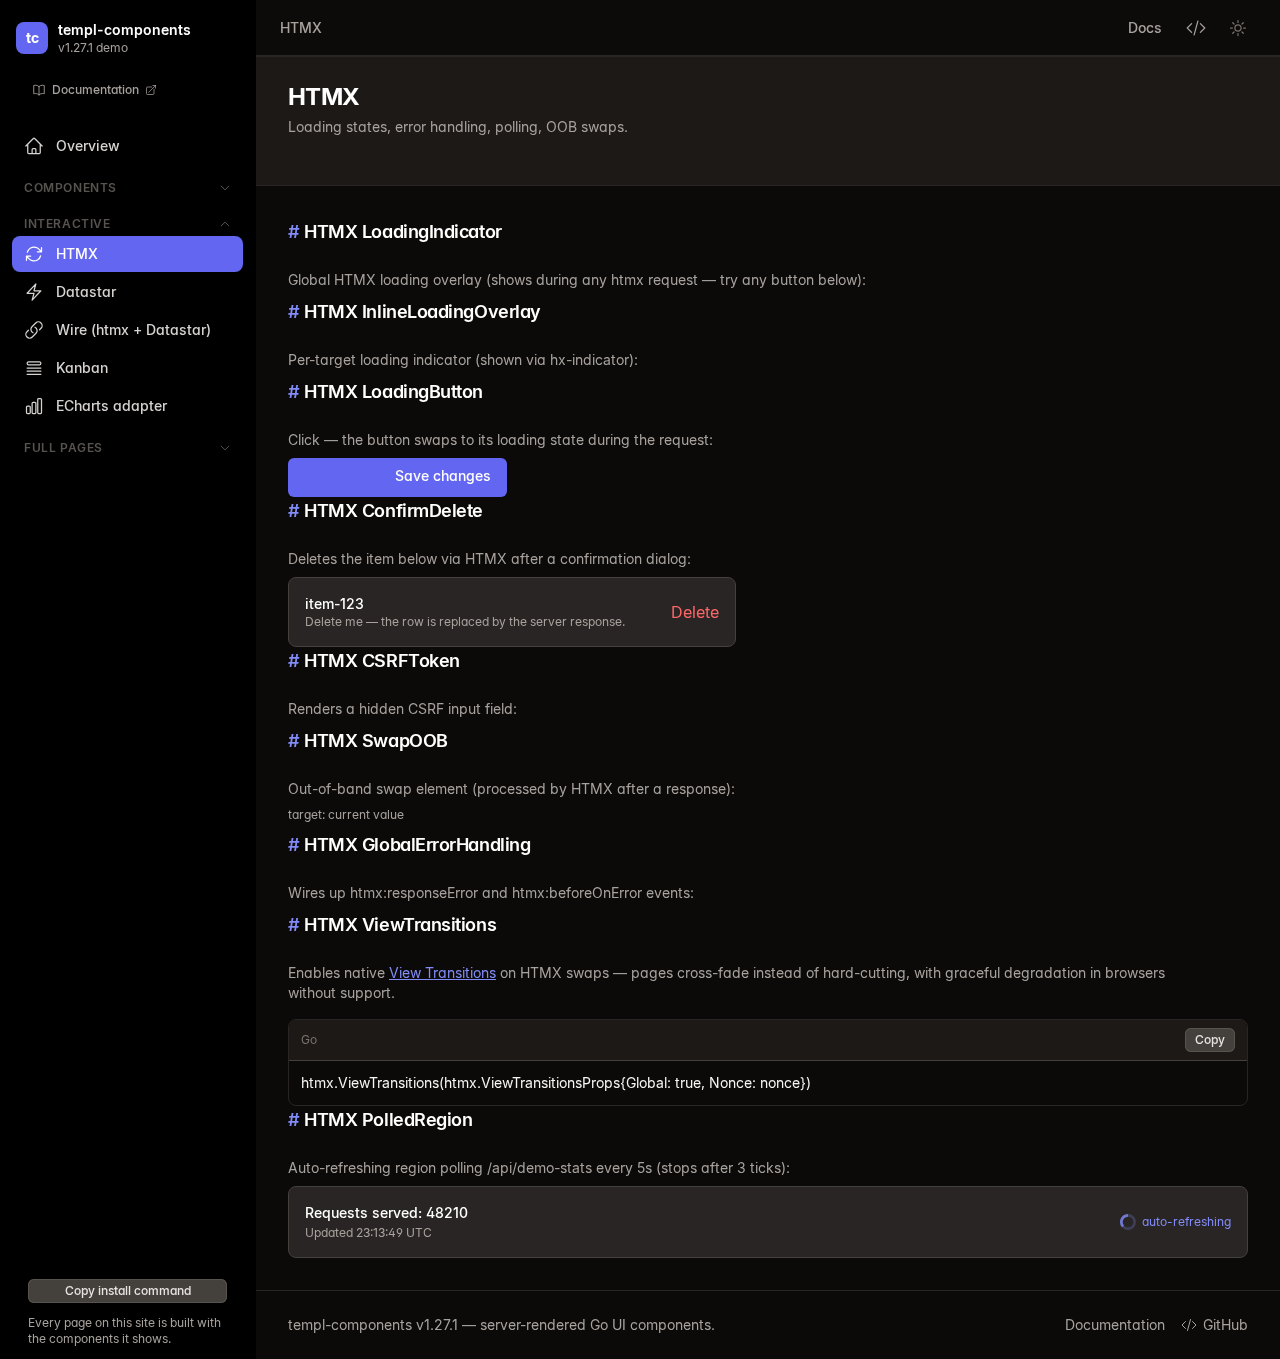 tc
templ-components
v1.27.1 demo
Documentation
Overview
COMPONENTS
INTERACTIVE
HTMX
Datastar
Wire (htmx + Datastar)
Kanban
ECharts adapter
FULL PAGES
Copy install command
Every page on this site is built with
the components it shows.
HTMX
Docs
HTMX
Loading states, error handling, polling, OOB swaps.
# HTMX LoadingIndicator
Global HTMX loading overlay (shows during any htmx request — try any button below):
# HTMX InlineLoadingOverlay
Per-target loading indicator (shown via hx-indicator):
# HTMX LoadingButton
Click — the button swaps to its loading state during the request:
Save changes
# HTMX ConfirmDelete
Deletes the item below via HTMX after a confirmation dialog:
item-123
Delete me — the row is replaced by the server response.
Delete
# HTMX CSRFToken
Renders a hidden CSRF input field:
# HTMX SwapOOB
Out-of-band swap element (processed by HTMX after a response):
target: current value
# HTMX GlobalErrorHandling
Wires up htmx:responseError and htmx:beforeOnError events:
# HTMX ViewTransitions
Enables native View Transitions on HTMX swaps — pages cross-fade instead of hard-cutting, with graceful degradation in browsers
without support.
Go
Copy
htmx.ViewTransitions(htmx.ViewTransitionsProps{Global: true, Nonce: nonce})
# HTMX PolledRegion
Auto-refreshing region polling /api/demo-stats every 5s (stops after 3 ticks):
Requests served: 48210
Updated 23:13:49 UTC
auto-refreshing
templ-components v1.27.1 — server-rendered Go UI components.
Documentation
GitHub